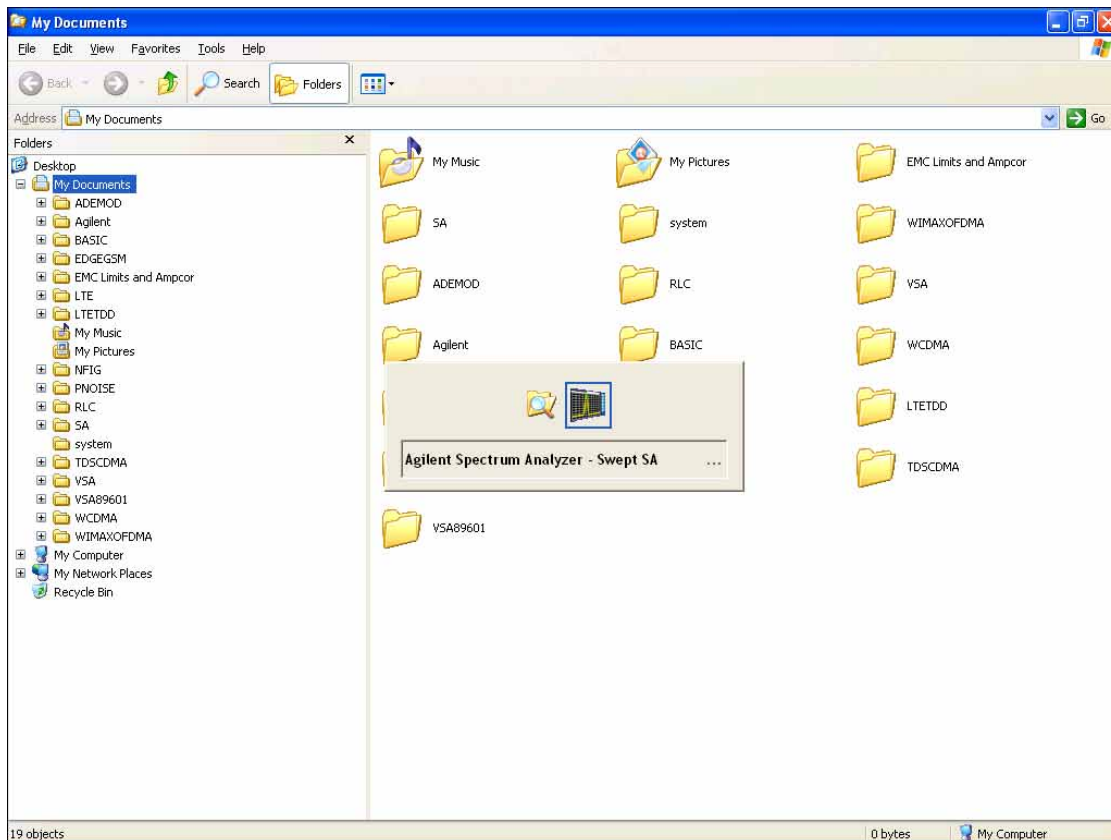 My Documents
File Edit View Favorites Tools Help
Back Search Folders
Address My Documents Go
Folders
Desktop
My Documents
ADEMOD
Agilent
BASIC
EDGEGSM
EMC Limits and Ampcor
LTE
LTETDD
My Music
My Pictures
NFIG
PNOISE
RLC
SA
system
TDSCDMA
VSA
VSA89601
WCDMA
WIMAXOFDMA
My Computer
My Network Places
Recycle Bin
My Music My Pictures EMC Limits and Ampcor
SA system WIMAXOFDMA
ADEMOD RLC VSA
Agilent BASIC WCDMA
LTETDD
Agilent Spectrum Analyzer - Swept SA ...
TDSCDMA
VSA89601
19 objects 0 bytes My Computer